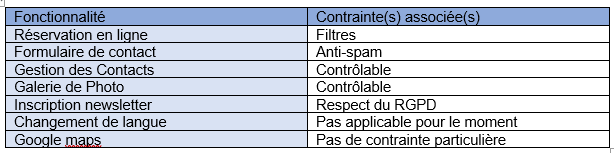 Fonctionnalité Contrainte(s) associée(s)
Réservation en ligne Filtres
Formulaire de contact Anti-spam
Gestion des Contacts Contrôlable
Galerie de Photo Contrôlable
Inscription newsletter Respect du RGPD
Changement de langue Pas applicable pour le moment
Google maps Pas de contrainte particulière